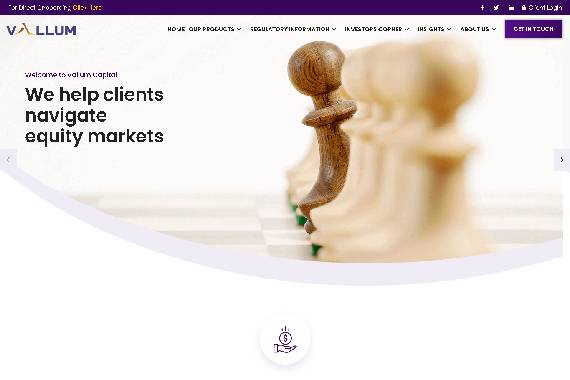 For Direct Onboarding Click Here
Client Login
VALLUM
HOME
OUR PRODUCTS
REGULATORY INFORMATION
INVESTORS CORNER
INSIGHTS
ABOUT US
GET IN TOUCH
Welcome to Vallum Capital
We help clients
navigate
equity markets